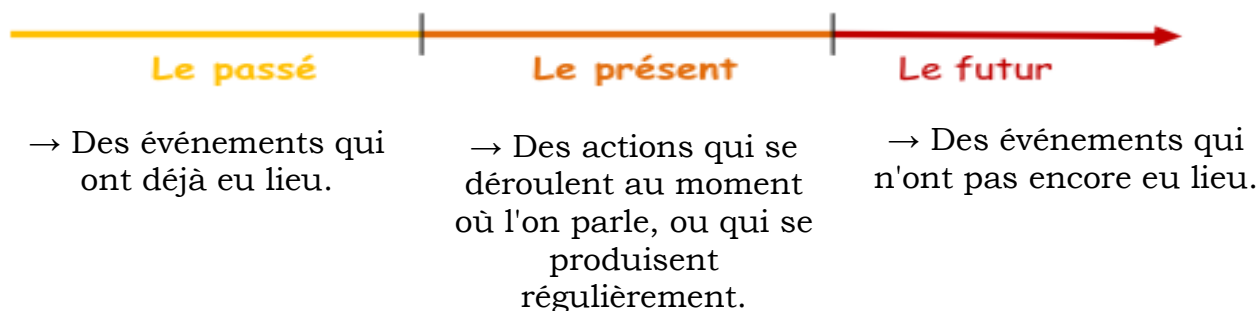 Le passé
Le présent
Le futur
→ Des événements qui
ont déjà eu lieu.
→ Des actions qui se
déroulent au moment
où l'on parle, ou qui se
produisent
régulièrement.
→ Des événements qui
n'ont pas encore eu lieu.